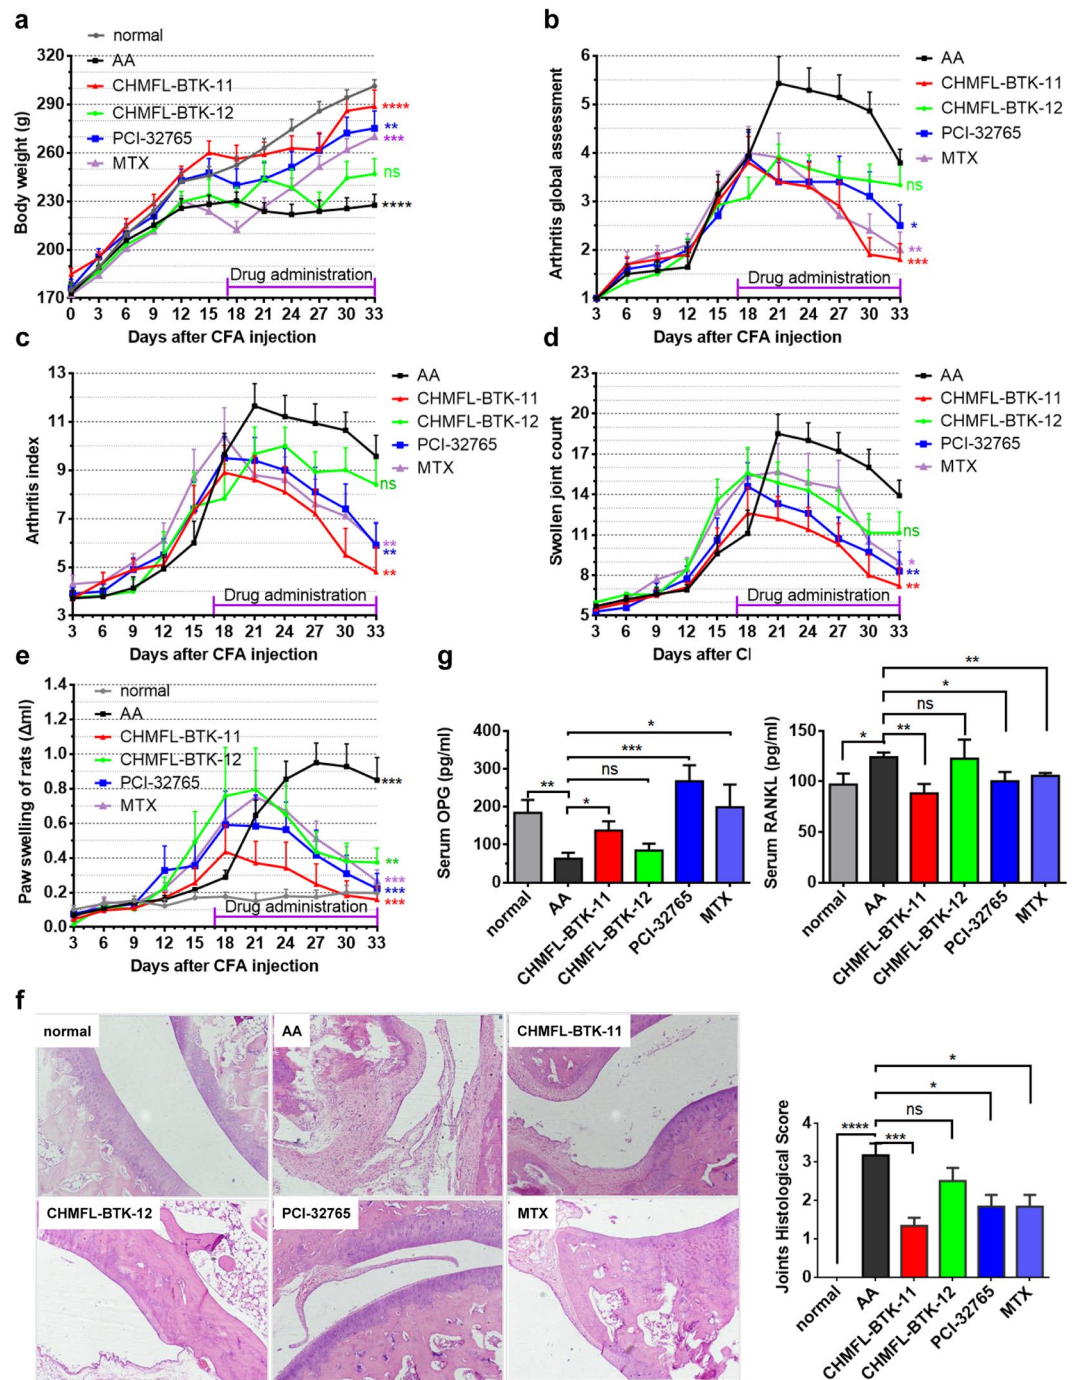 a
normal
AA
CHMFL-BTK-11
CHMFL-BTK-12
PCI-32765
MTX
320
290
260
230
200
170
Body weight (g)
****
**
***
ns
****
Drug administration
0 3 6 9 12 15 18 21 24 27 30 33
Days after CFA injection
b
6
5
4
3
2
1
Arthritis global assessment
AA
CHMFL-BTK-11
CHMFL-BTK-12
PCI-32765
MTX
ns
*
**
***
Drug administration
3 6 9 12 15 18 21 24 27 30 33
Days after CFA injection
c
13
11
9
7
5
3
Arthritis index
AA
CHMFL-BTK-11
CHMFL-BTK-12
PCI-32765
MTX
ns
**
**
**
Drug administration
3 6 9 12 15 18 21 24 27 30 33
Days after CFA injection
d
23
20
17
14
11
8
5
Swollen joint count
AA
CHMFL-BTK-11
CHMFL-BTK-12
PCI-32765
MTX
ns
*
**
**
Drug administration
3 6 9 12 15 18 21 24 27 30 33
Days after Cl
e
1.4
1.2
1.0
0.8
0.6
0.4
0.2
0.0
Paw swelling of rats (Δml)
normal
AA
CHMFL-BTK-11
CHMFL-BTK-12
PCI-32765
MTX
***
**
***
***
***
Drug administration
3 6 9 12 15 18 21 24 27 30 33
Days after CFA injection
g
400
300
200
100
0
Serum OPG (pg/ml)
*
***
ns
**
*
normal
AA
CHMFL-BTK-11
CHMFL-BTK-12
PCI-32765
MTX
150
100
50
0
Serum RANKL (pg/ml)
**
*
ns
*
**
normal
AA
CHMFL-BTK-11
CHMFL-BTK-12
PCI-32765
MTX
f
normal
AA
CHMFL-BTK-11
CHMFL-BTK-12
PCI-32765
MTX
4
3
2
1
0
Joints Histological Score
*
*
ns
****
***
normal
AA
CHMFL-BTK-11
CHMFL-BTK-12
PCI-32765
MTX